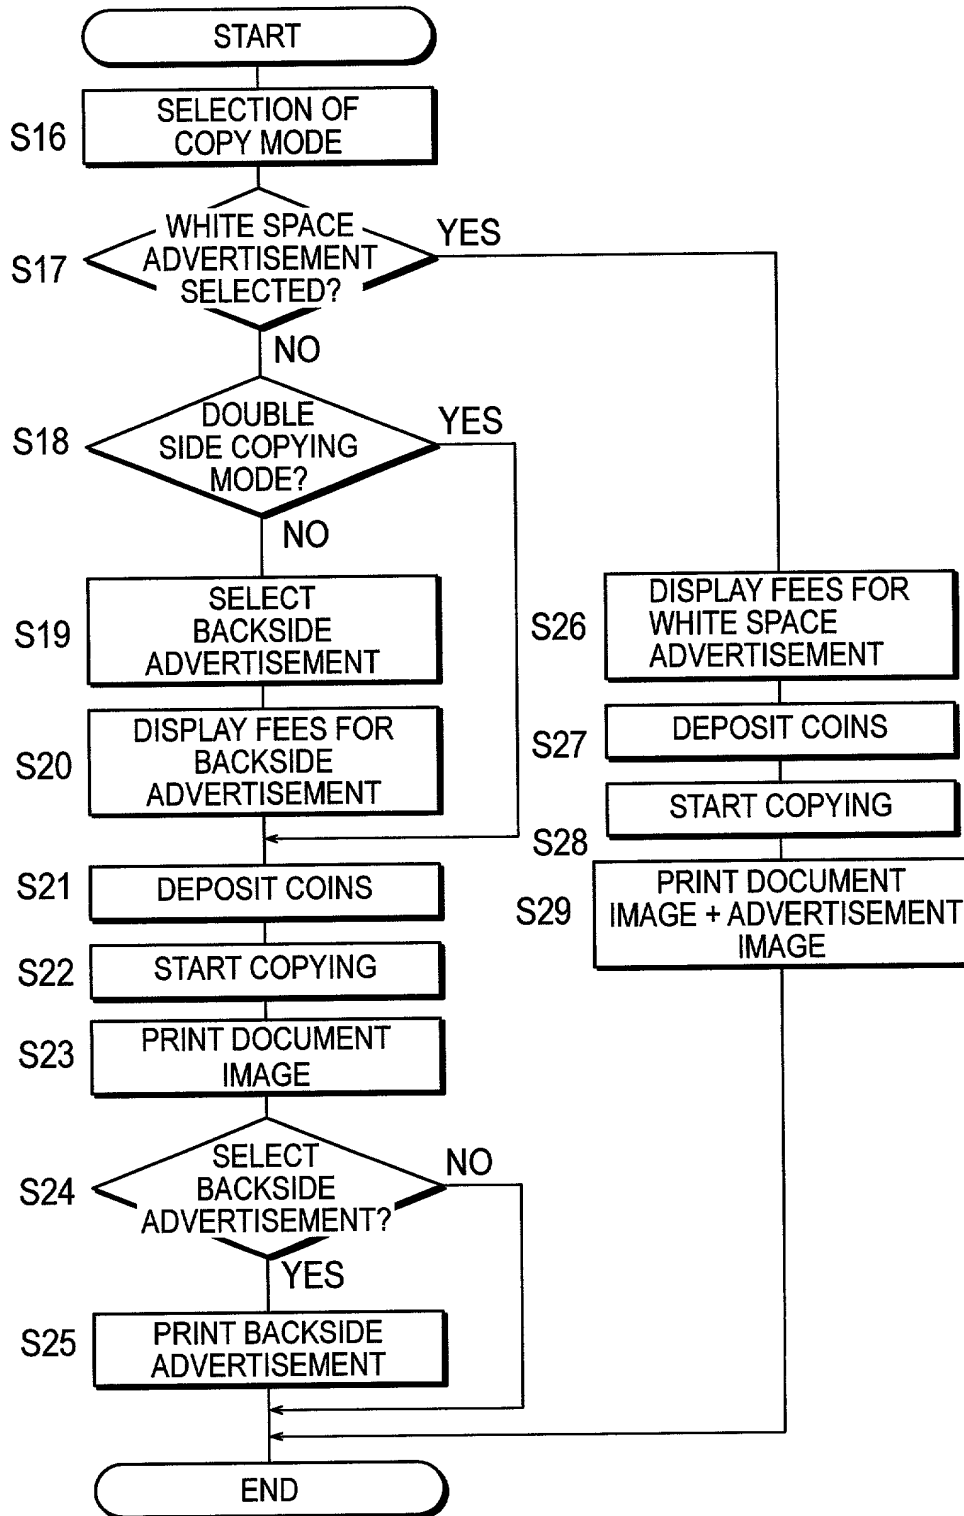 START
S16
SELECTION OF
COPY MODE
S17
WHITE SPACE
ADVERTISEMENT
SELECTED?
YES
NO
S18
DOUBLE
SIDE COPYING
MODE?
YES
NO
S19
SELECT
BACKSIDE
ADVERTISEMENT
S20
DISPLAY FEES FOR
BACKSIDE
ADVERTISEMENT
S21
DEPOSIT COINS
S22
START COPYING
S23
PRINT DOCUMENT
IMAGE
S24
SELECT
BACKSIDE
ADVERTISEMENT?
NO
YES
S25
PRINT BACKSIDE
ADVERTISEMENT
S26
DISPLAY FEES FOR
WHITE SPACE
ADVERTISEMENT
S27
DEPOSIT COINS
S28
START COPYING
S29
PRINT DOCUMENT
IMAGE + ADVERTISEMENT
IMAGE
END